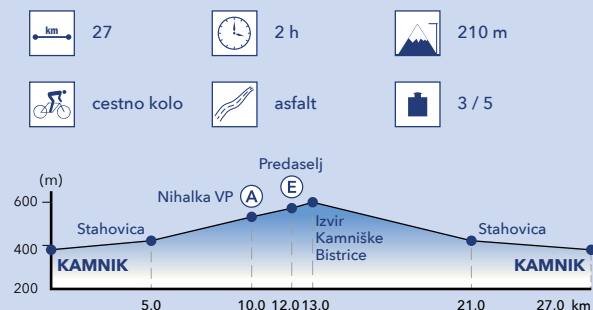 km
27
2 h
210 m
cestno kolo
asfalt
3 / 5
Predaselj
(m)
Nihalka VP
A
E
600
Stahovica
Izvir
Kamniške
Bistrice
Stahovica
400
KAMNIK
KAMNIK
200
5.0
10.0
12.0
13.0
21.0
27.0
km